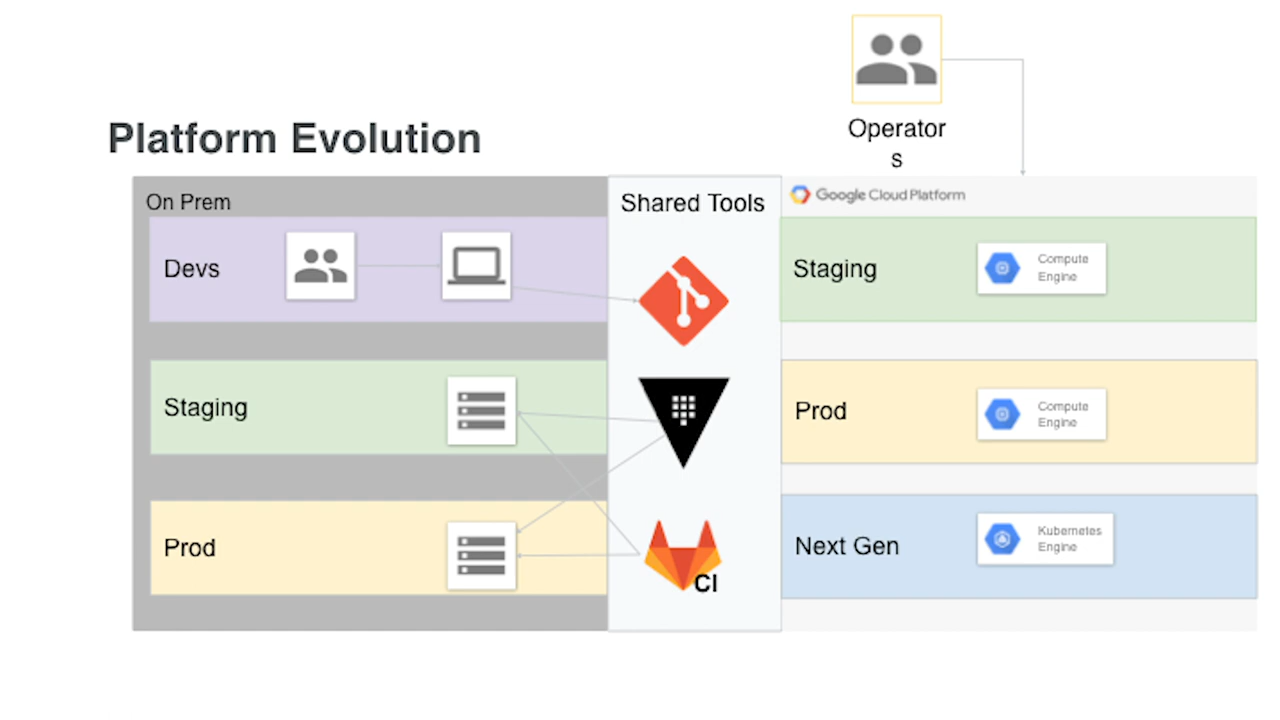 Operator
s
Platform Evolution
On Prem
Shared Tools
Google Cloud Platform
Devs
Staging
Compute
Engine
Staging
Prod
Compute
Engine
Prod
CI
Next Gen
Kubernetes
Engine